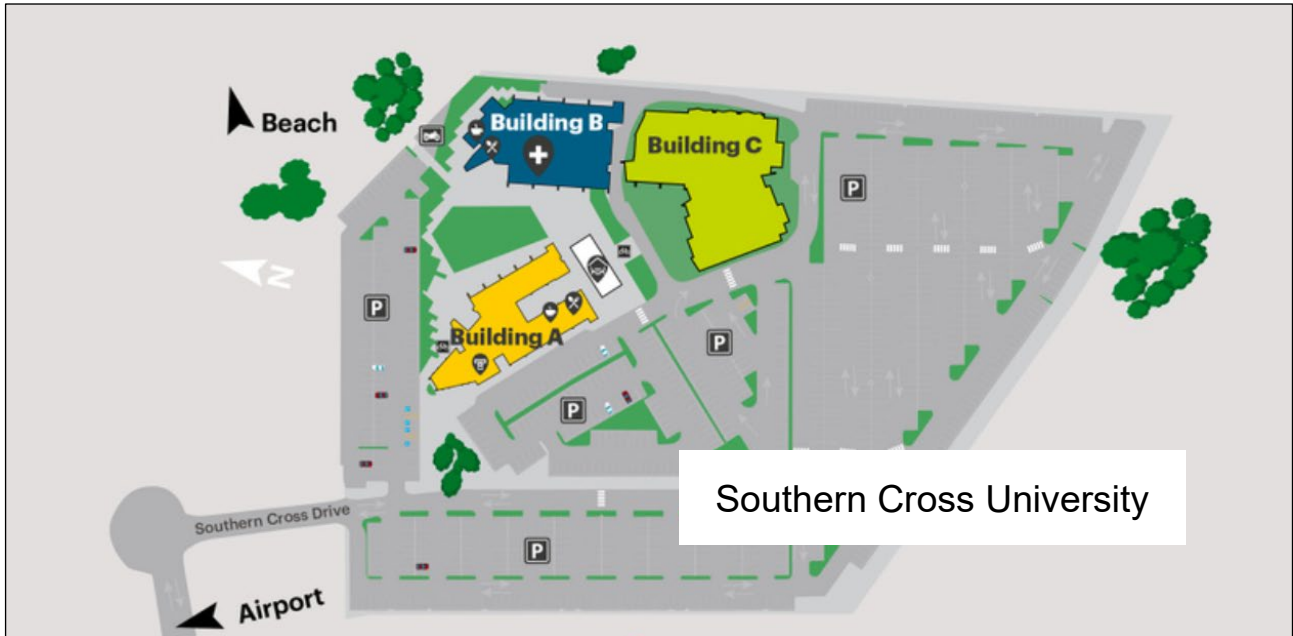 Beach
Building B
Building C
P
N
P
Building A
P
P
Southern Cross University
Southern Cross Drive
P
Airport